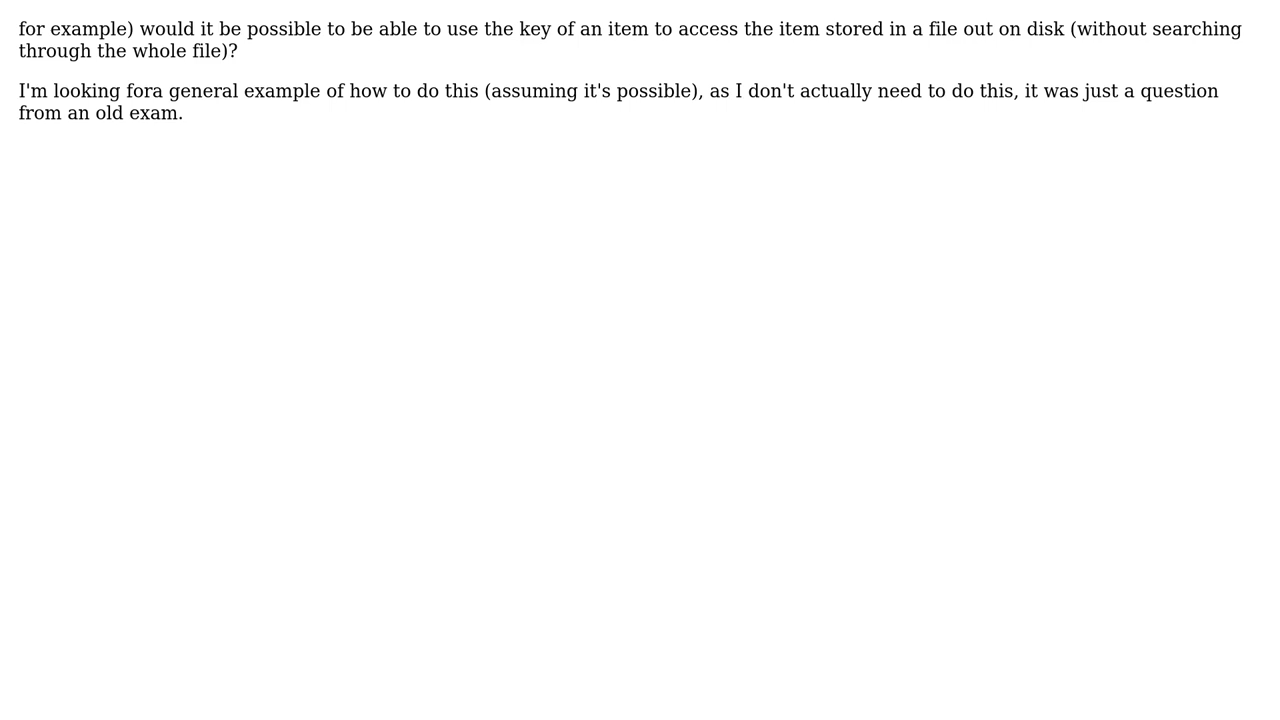 for example) would it be possible to be able to use the key of an item to access the item stored in a file out on disk (without searching
through the whole file)?
I'm looking fora general example of how to do this (assuming it's possible), as I don't actually need to do this, it was just a question
from an old exam.